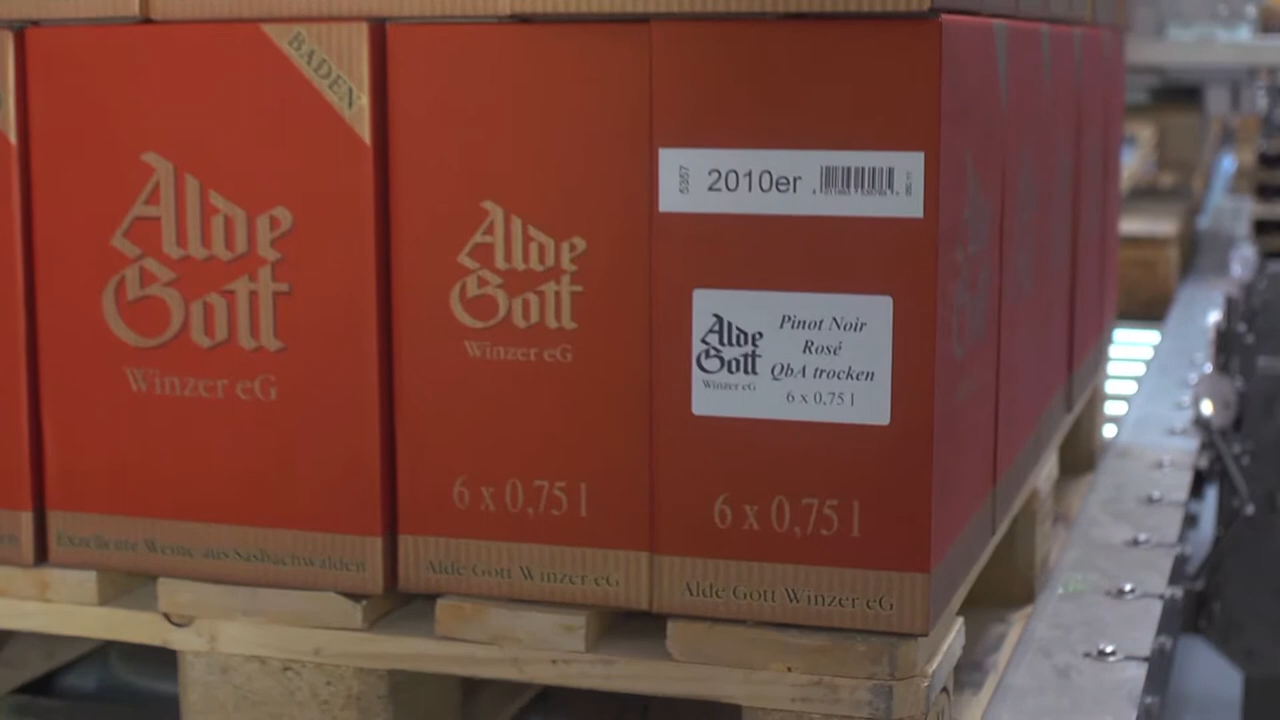 BADEN
Alde
Gott
Winzer eG
Exzellente Weine aus Sasbachwalden
Alde
Gott
Winzer eG
6 x 0,75 l
Alde Gott Winzer eG
5357
2010er
Alde
Gott
Winzer eG
Pinot Noir
Rosé
QbA trocken
6 x 0,75 l
6 x 0,75 l
Alde Gott Winzer eG